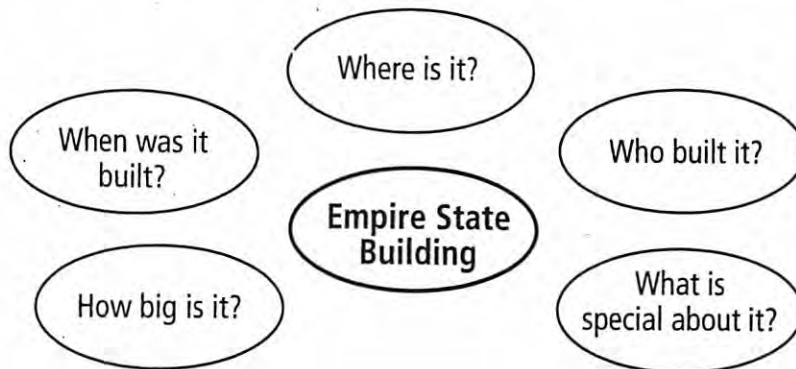 Where is it?
When was it
built?
Who built it?
Empire State
Building
How big is it?
What is
special about it?